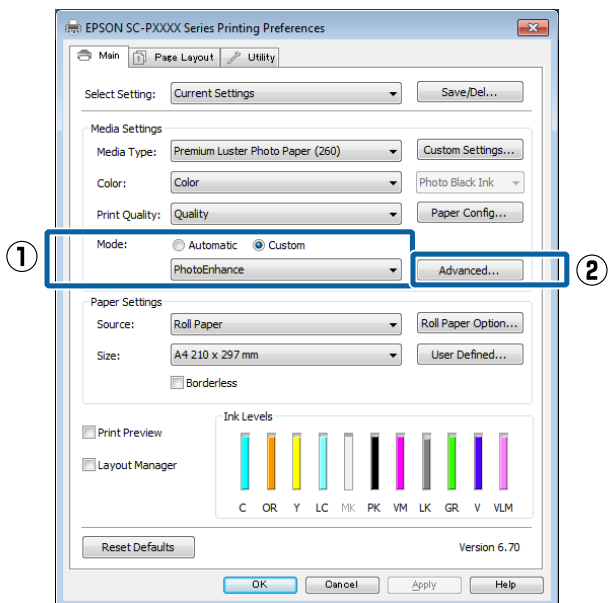 EPSON SC-PXXXX Series Printing Preferences
Main Page Layout Utility
Select Setting: Current Settings Save/Del...
Media Settings
Media Type: Premium Luster Photo Paper (260) Custom Settings...
Color: Color Photo Black Ink
Print Quality: Quality Paper Config...
① Mode: Automatic Custom
PhotoEnhance Advanced... ②
Paper Settings
Source: Roll Paper Roll Paper Option...
Size: A4 210 x 297 mm User Defined...
Borderless
Ink Levels
Print Preview
Layout Manager
C OR Y LC MK PK VM LK GR V VLM
Reset Defaults Version 6.70
OK Cancel Apply Help